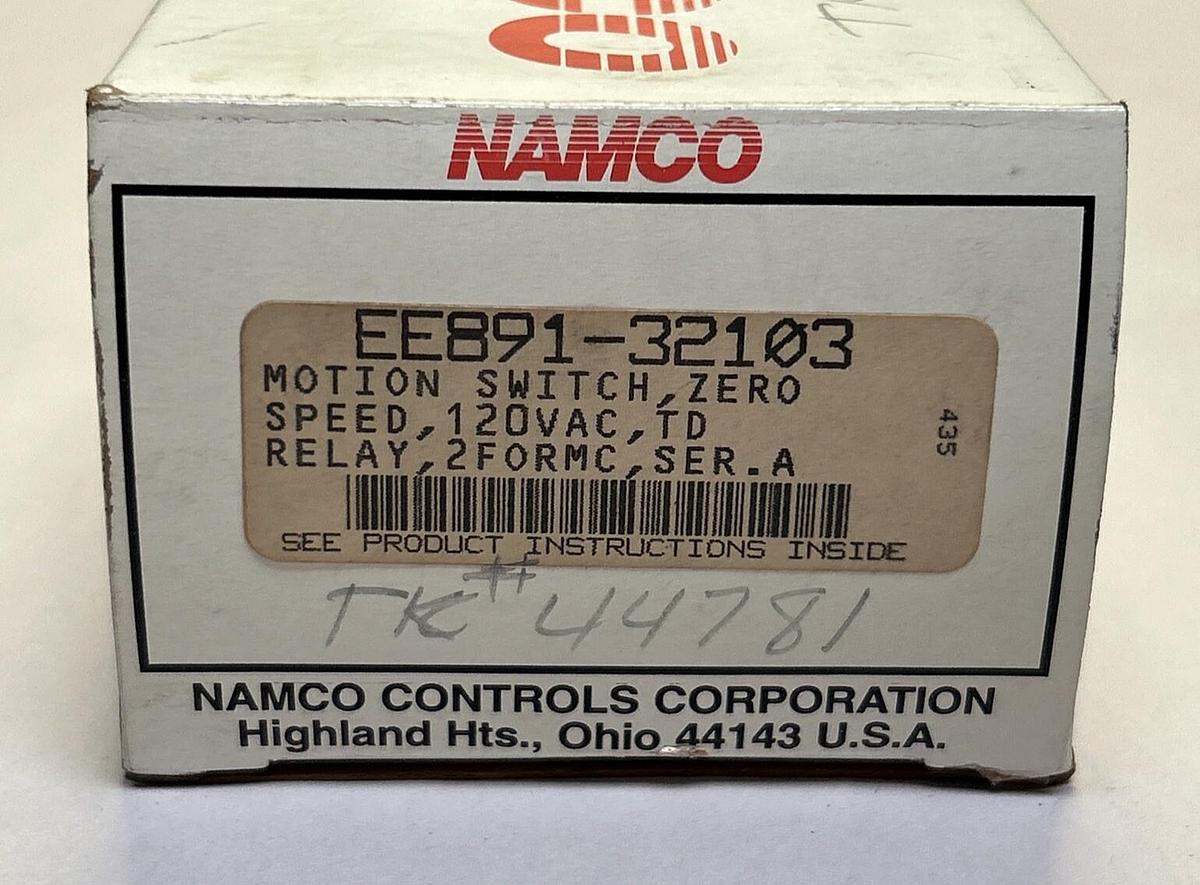 NAMCO
EE891-32103
MOTION SWITCH,ZERO
SPEED,120VAC,TD
RELAY,2FORMC,SER.A
435
SEE PRODUCT INSTRUCTIONS INSIDE
TK# 44781
NAMCO CONTROLS CORPORATION
Highland Hts., Ohio 44143 U.S.A.